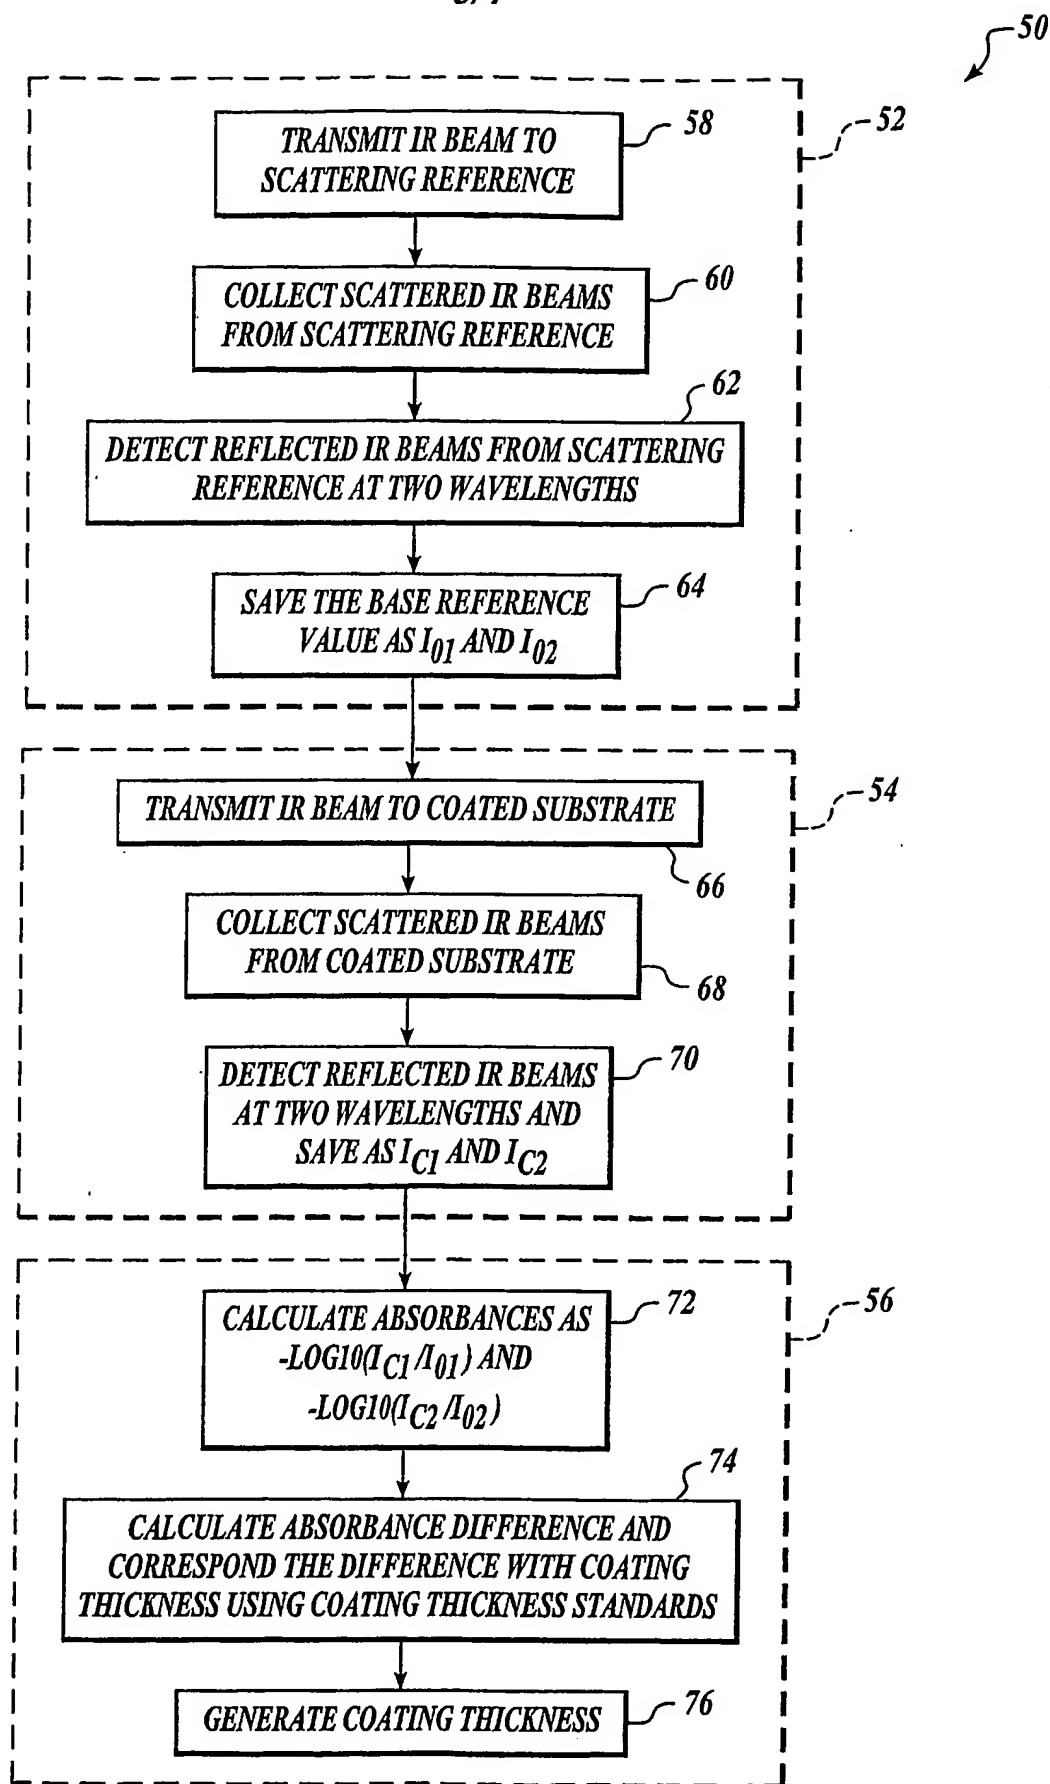 50
52
TRANSMIT IR BEAM TO
SCATTERING REFERENCE
58
COLLECT SCATTERED IR BEAMS
FROM SCATTERING REFERENCE
60
62
DETECT REFLECTED IR BEAMS FROM SCATTERING
REFERENCE AT TWO WAVELENGTHS
SAVE THE BASE REFERENCE
VALUE AS I01 AND I02
64
54
TRANSMIT IR BEAM TO COATED SUBSTRATE
66
COLLECT SCATTERED IR BEAMS
FROM COATED SUBSTRATE
68
DETECT REFLECTED IR BEAMS
AT TWO WAVELENGTHS AND
SAVE AS IC1 AND IC2
70
56
CALCULATE ABSORBANCES AS
-LOG10(IC1/I01) AND
-LOG10(IC2/I02)
72
74
CALCULATE ABSORBANCE DIFFERENCE AND
CORRESPOND THE DIFFERENCE WITH COATING
THICKNESS USING COATING THICKNESS STANDARDS
GENERATE COATING THICKNESS
76